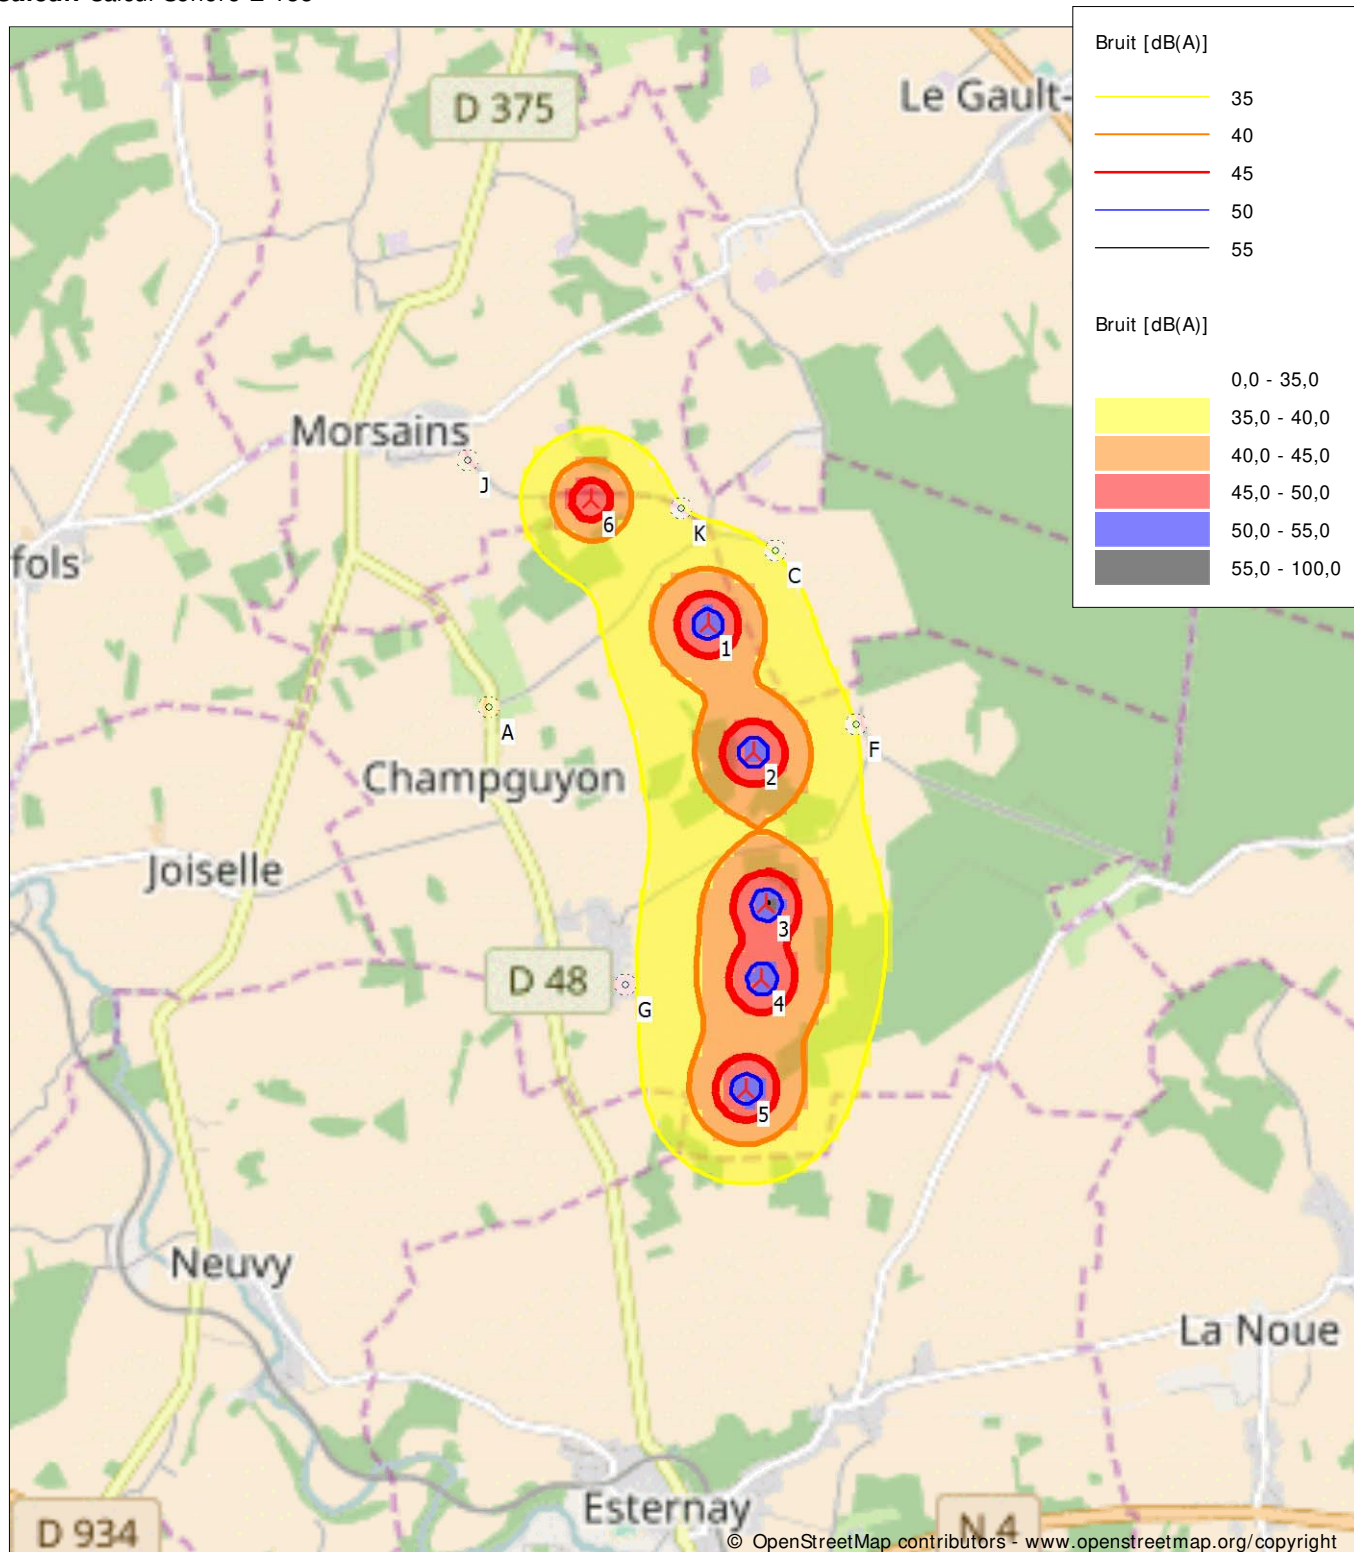 Bruit [dB(A)]
35
40
45
50
55
Bruit [dB(A)]
0,0 - 35,0
35,0 - 40,0
40,0 - 45,0
45,0 - 50,0
50,0 - 55,0
55,0 - 100,0
Le Gault-
D 375
Morsains
J
6
K
C
fols
1
A
F
Champguyon
2
Joiselle
3
D 48
4
G
5
Neuvy
La Noue
Esternay
D 934
N 4
© OpenStreetMap contributors - www.openstreetmap.org/copyright